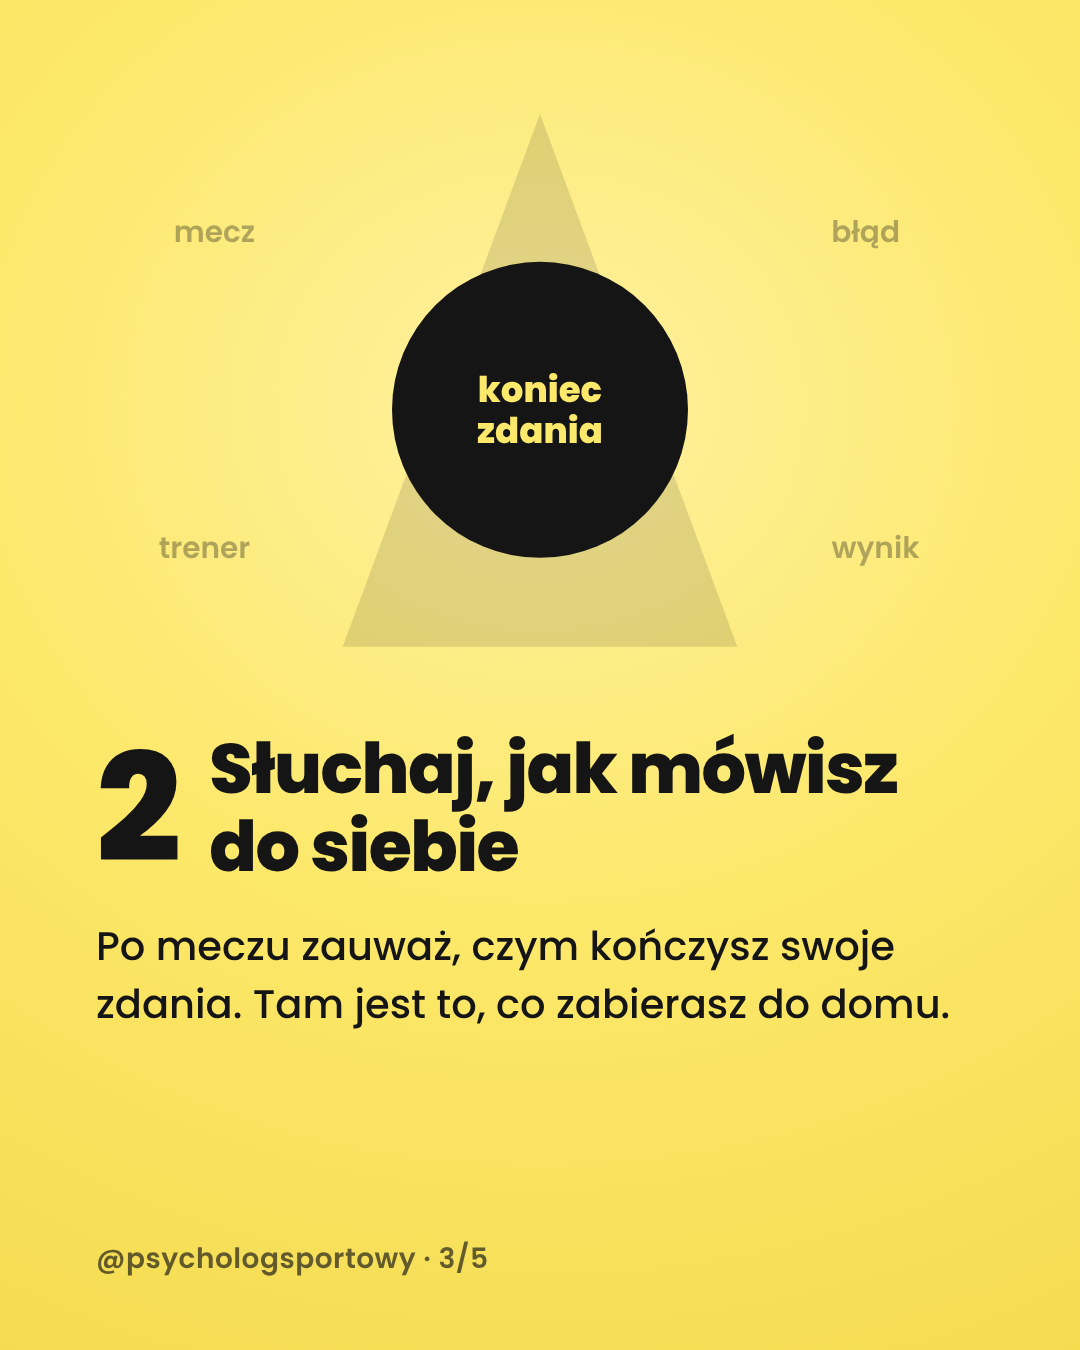 mecz
błąd
koniec
zdania
trener
wynik
2 Słuchaj, jak mówisz
do siebie
Po meczu zauważ, czym kończysz swoje
zdania. Tam jest to, co zabierasz do domu.
@psychologsportowy · 3/5